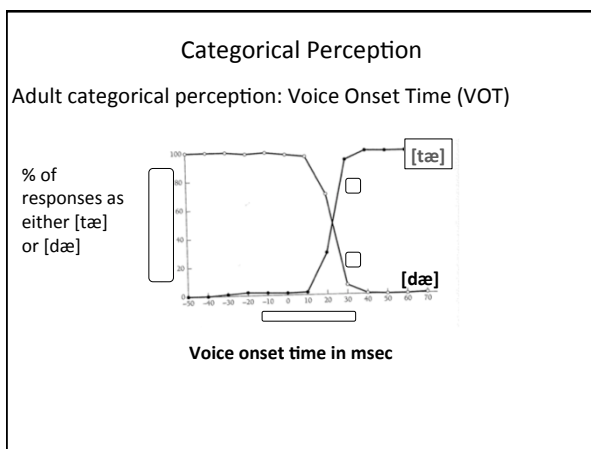 Categorical Perception
Adult categorical perception: Voice Onset Time (VOT)
% of
responses as
either [tæ]
or [dæ]
100
80
60
40
20
0
[tæ]
[dæ]
-50 -40 -30 -20 -10 0 10 20 30 40 50 60 70
Voice onset time in msec